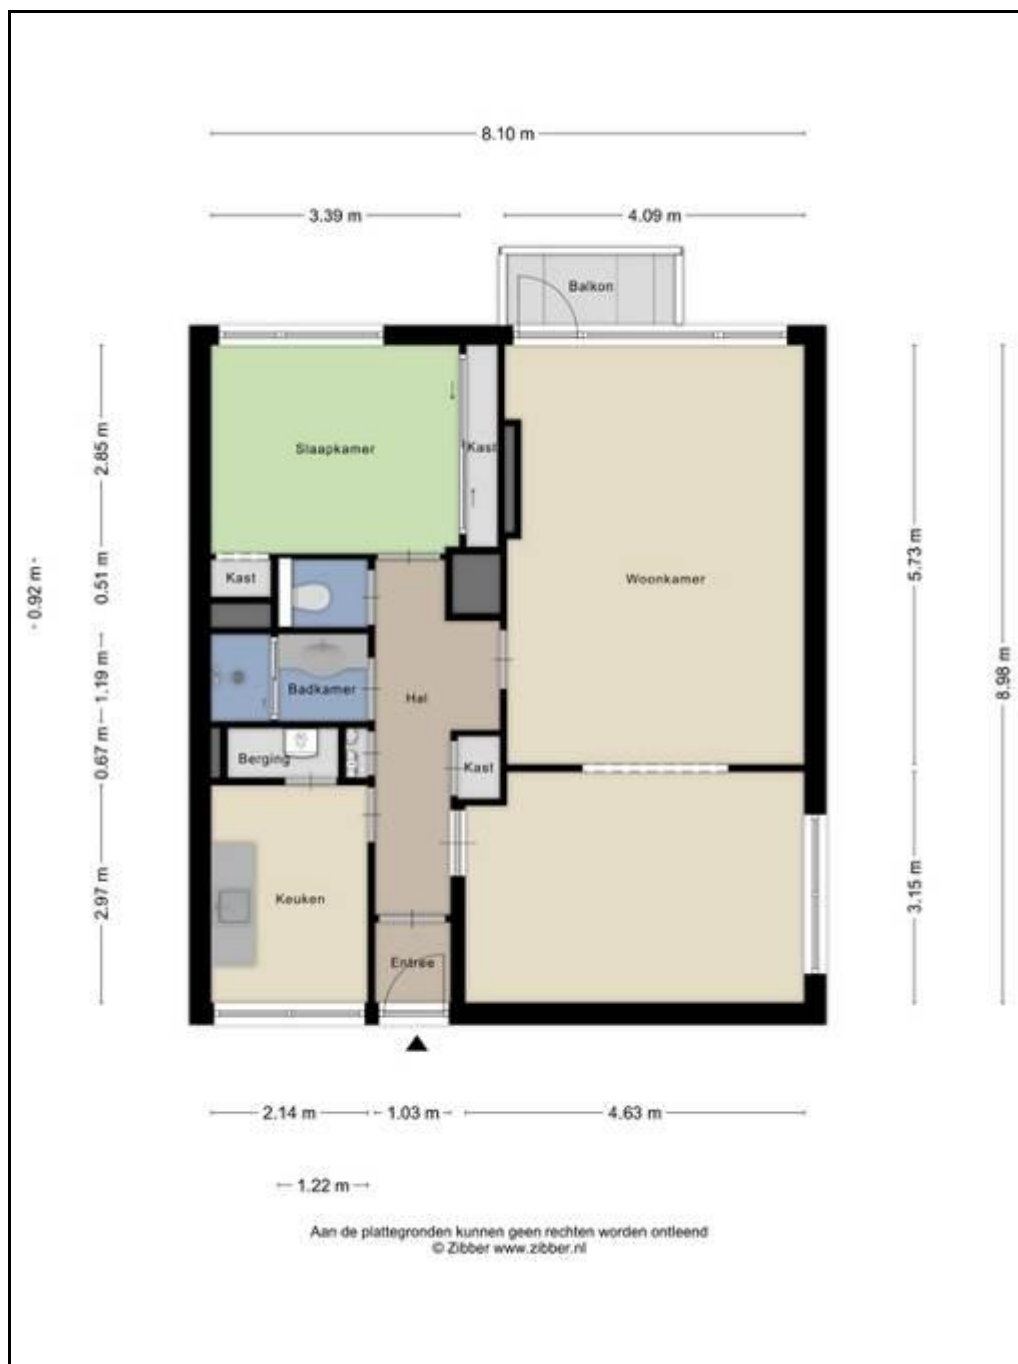 8.10 m
3.39 m
4.09 m
Balkon
2.85 m
Slaapkamer
Kast
5.73 m
0.92 m
0.51 m
Kast
Woonkamer
8.98 m
1.19 m
Badkamer
Hal
0.67 m
Berging
Kast
2.97 m
Keuken
3.15 m
Entree
2.14 m
1.03 m
4.63 m
1.22 m
Aan de plattegronden kunnen geen rechten worden ontleend
© Zibber www.zibber.nl